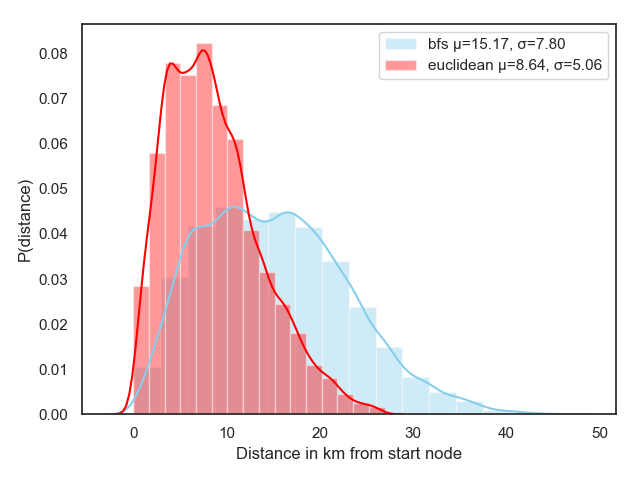 bfs μ=15.17, σ=7.80
euclidean μ=8.64, σ=5.06
P(distance)
0.08
0.07
0.06
0.05
0.04
0.03
0.02
0.01
0.00
0 10 20 30 40 50
Distance in km from start node